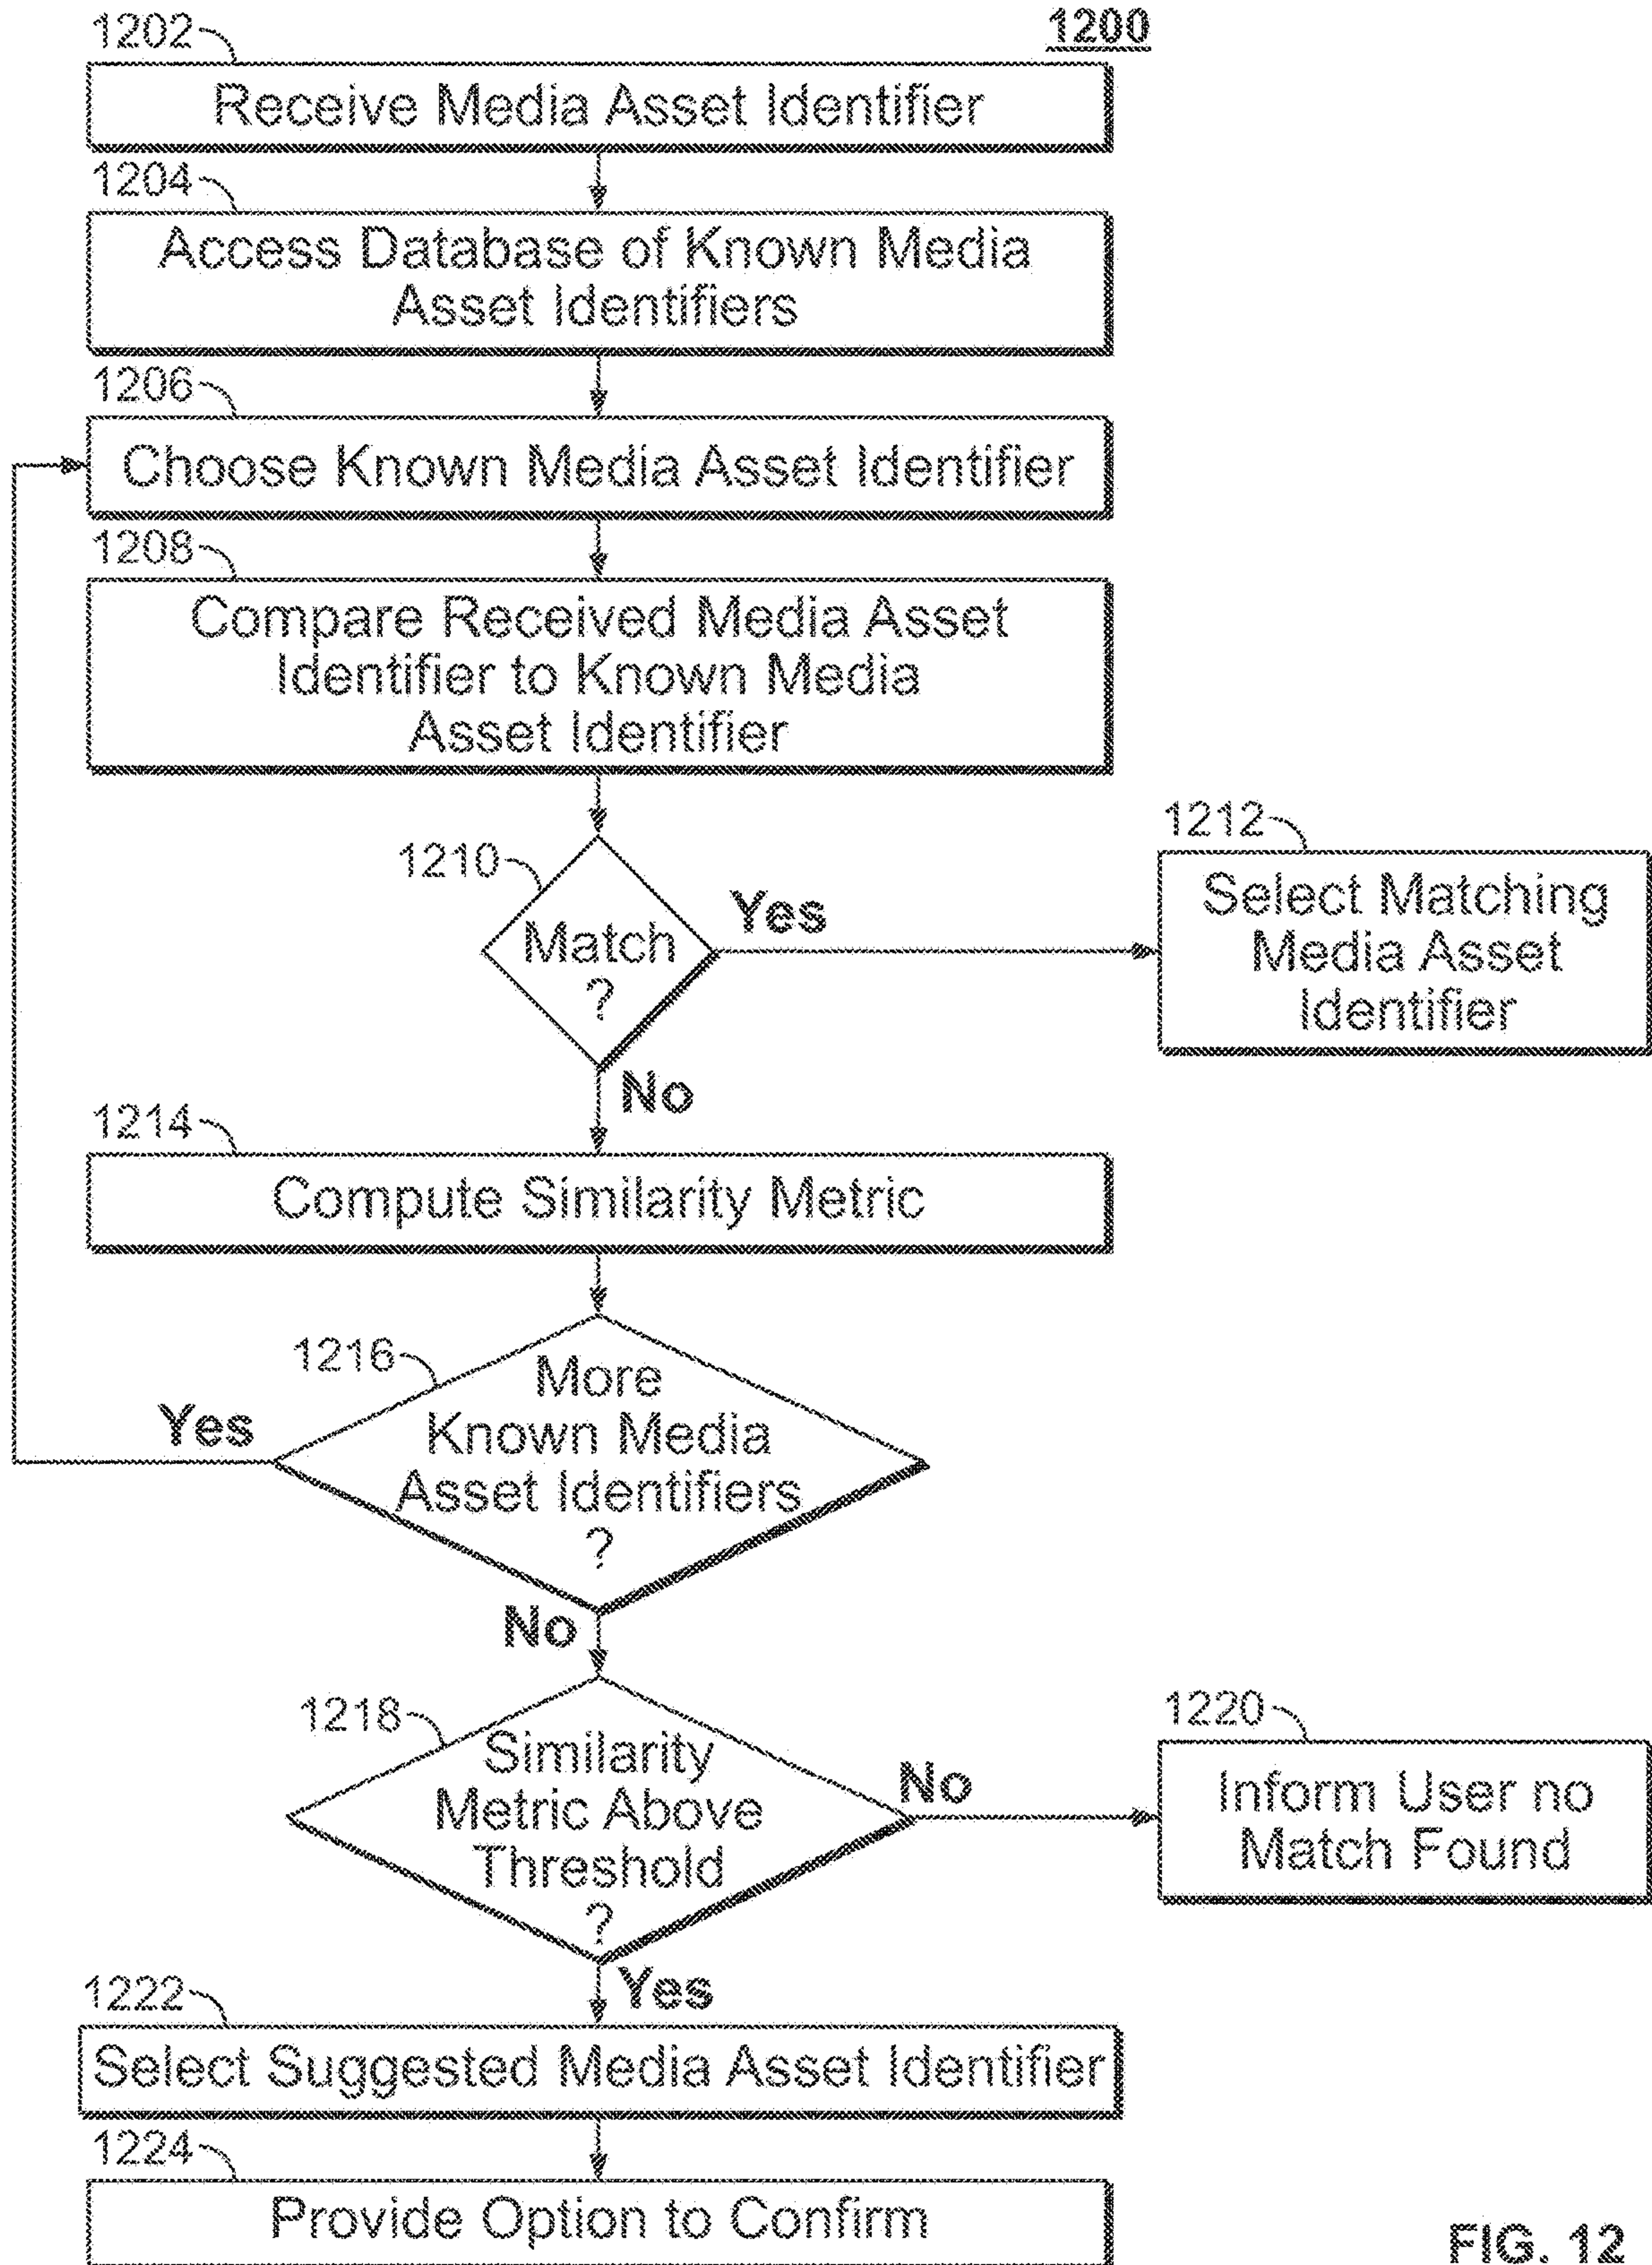 1200
1202
Receive Media Asset Identifier
1204
Access Database of Known Media
Asset Identifiers
1206
Choose Known Media Asset Identifier
1208
Compare Received Media Asset
Identifier to Known Media
Asset Identifier
1210
Match
?
Yes
1212
Select Matching
Media Asset
Identifier
No
1214
Compute Similarity Metric
1216
More
Known Media
Asset Identifiers
?
Yes
No
1218
Similarity
Metric Above
Threshold
?
No
1220
Inform User no
Match Found
Yes
1222
Select Suggested Media Asset Identifier
1224
Provide Option to Confirm
FIG. 12